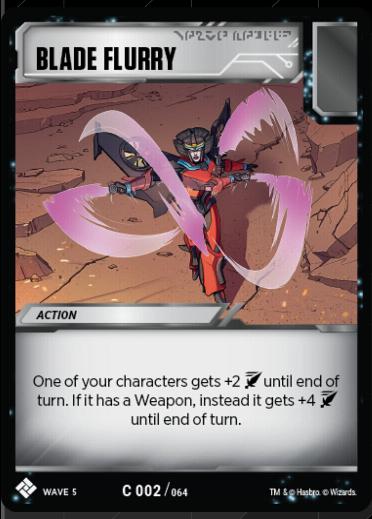 BLADE FLURRY
ACTION
One of your characters gets +2 until end of
turn. If it has a Weapon, instead it gets +4
until end of turn.
WAVE 5 C 002/064 TM & © Hasbro. © Wizards.